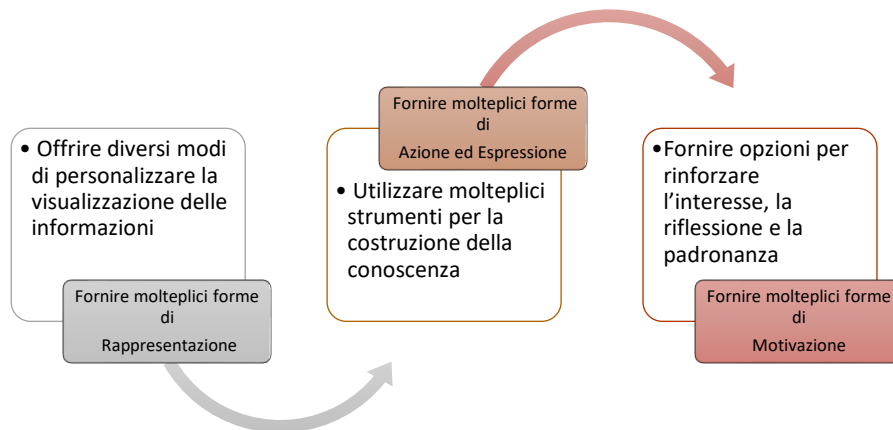 • Offrire diversi modi
di personalizzare la
visualizzazione delle
informazioni
Fornire molteplici forme
di
Rappresentazione
Fornire molteplici forme
di
Azione ed Espressione
• Utilizzare molteplici
strumenti per la
costruzione della
conoscenza
•Fornire opzioni per
rinforzare
l’interesse, la
riflessione e la
padronanza
Fornire molteplici forme
di
Motivazione